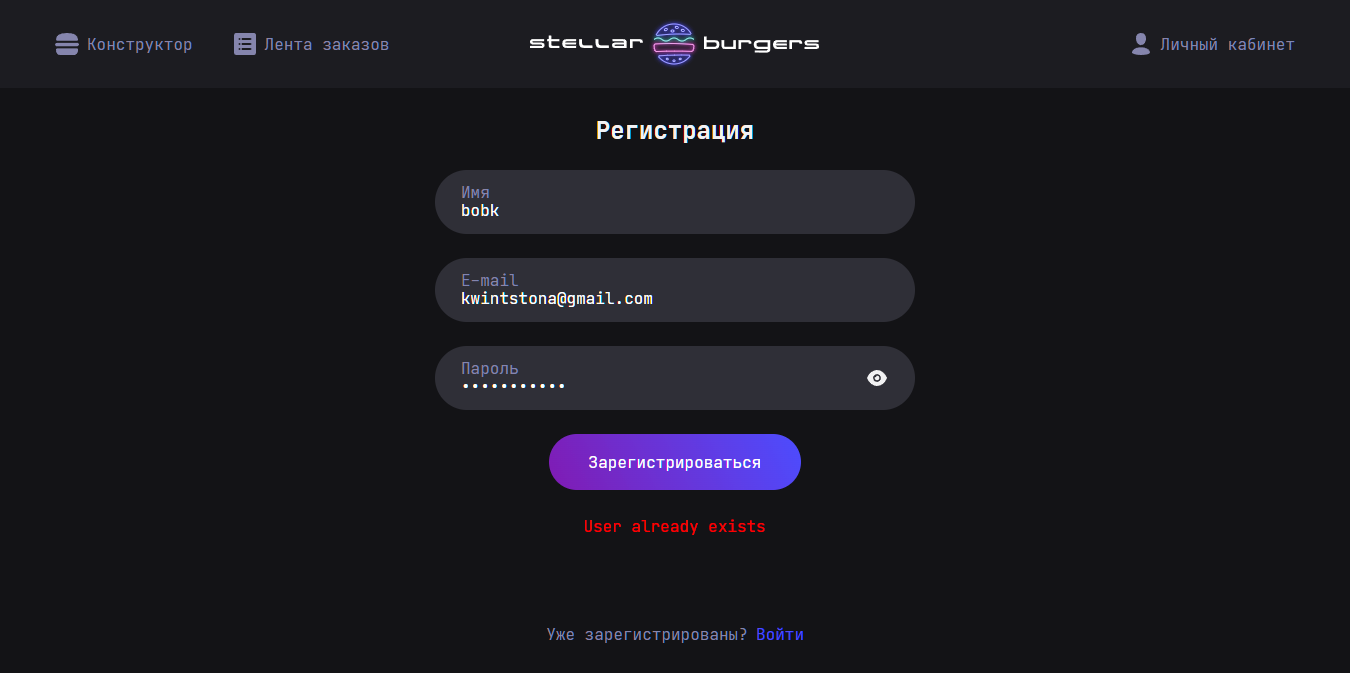 Конструктор
Лента заказов
stellar burgers
Личный кабинет
Регистрация
Имя
bobk
E-mail
kwintstona@gmail.com
Пароль
•••••••••••
Зарегистрироваться
User already exists
Уже зарегистрированы? Войти